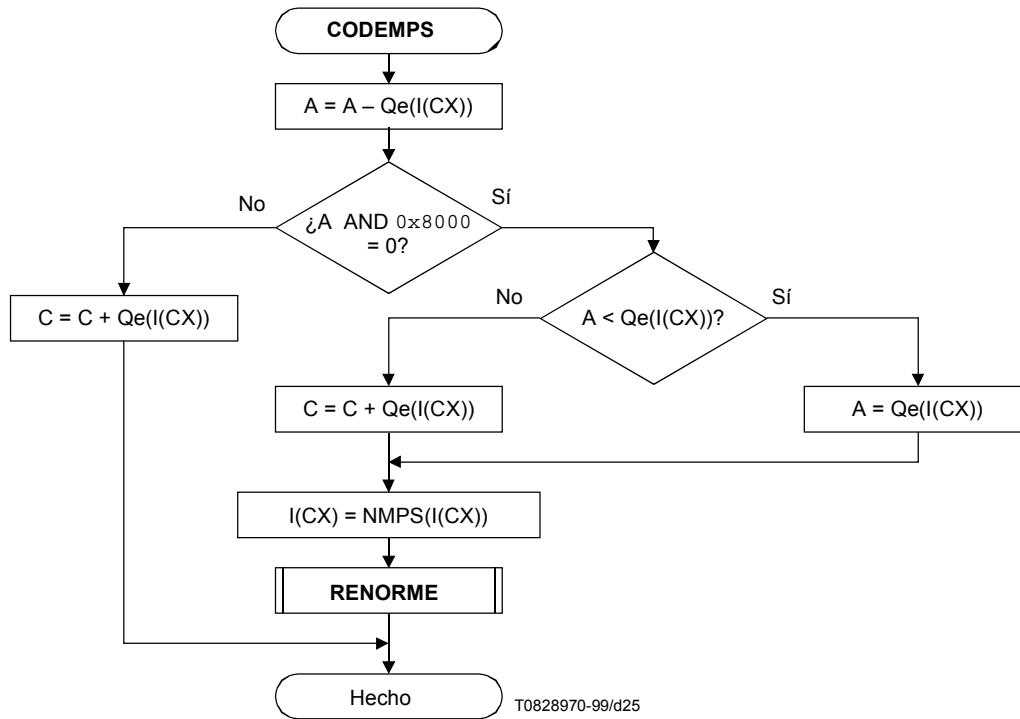 CODEMPS
A = A – Qe(I(CX))
No
Sí
¿A AND 0x8000
= 0?
C = C + Qe(I(CX))
No
A < Qe(I(CX))?
Sí
C = C + Qe(I(CX))
A = Qe(I(CX))
I(CX) = NMPS(I(CX))
RENORME
Hecho
T0828970-99/d25